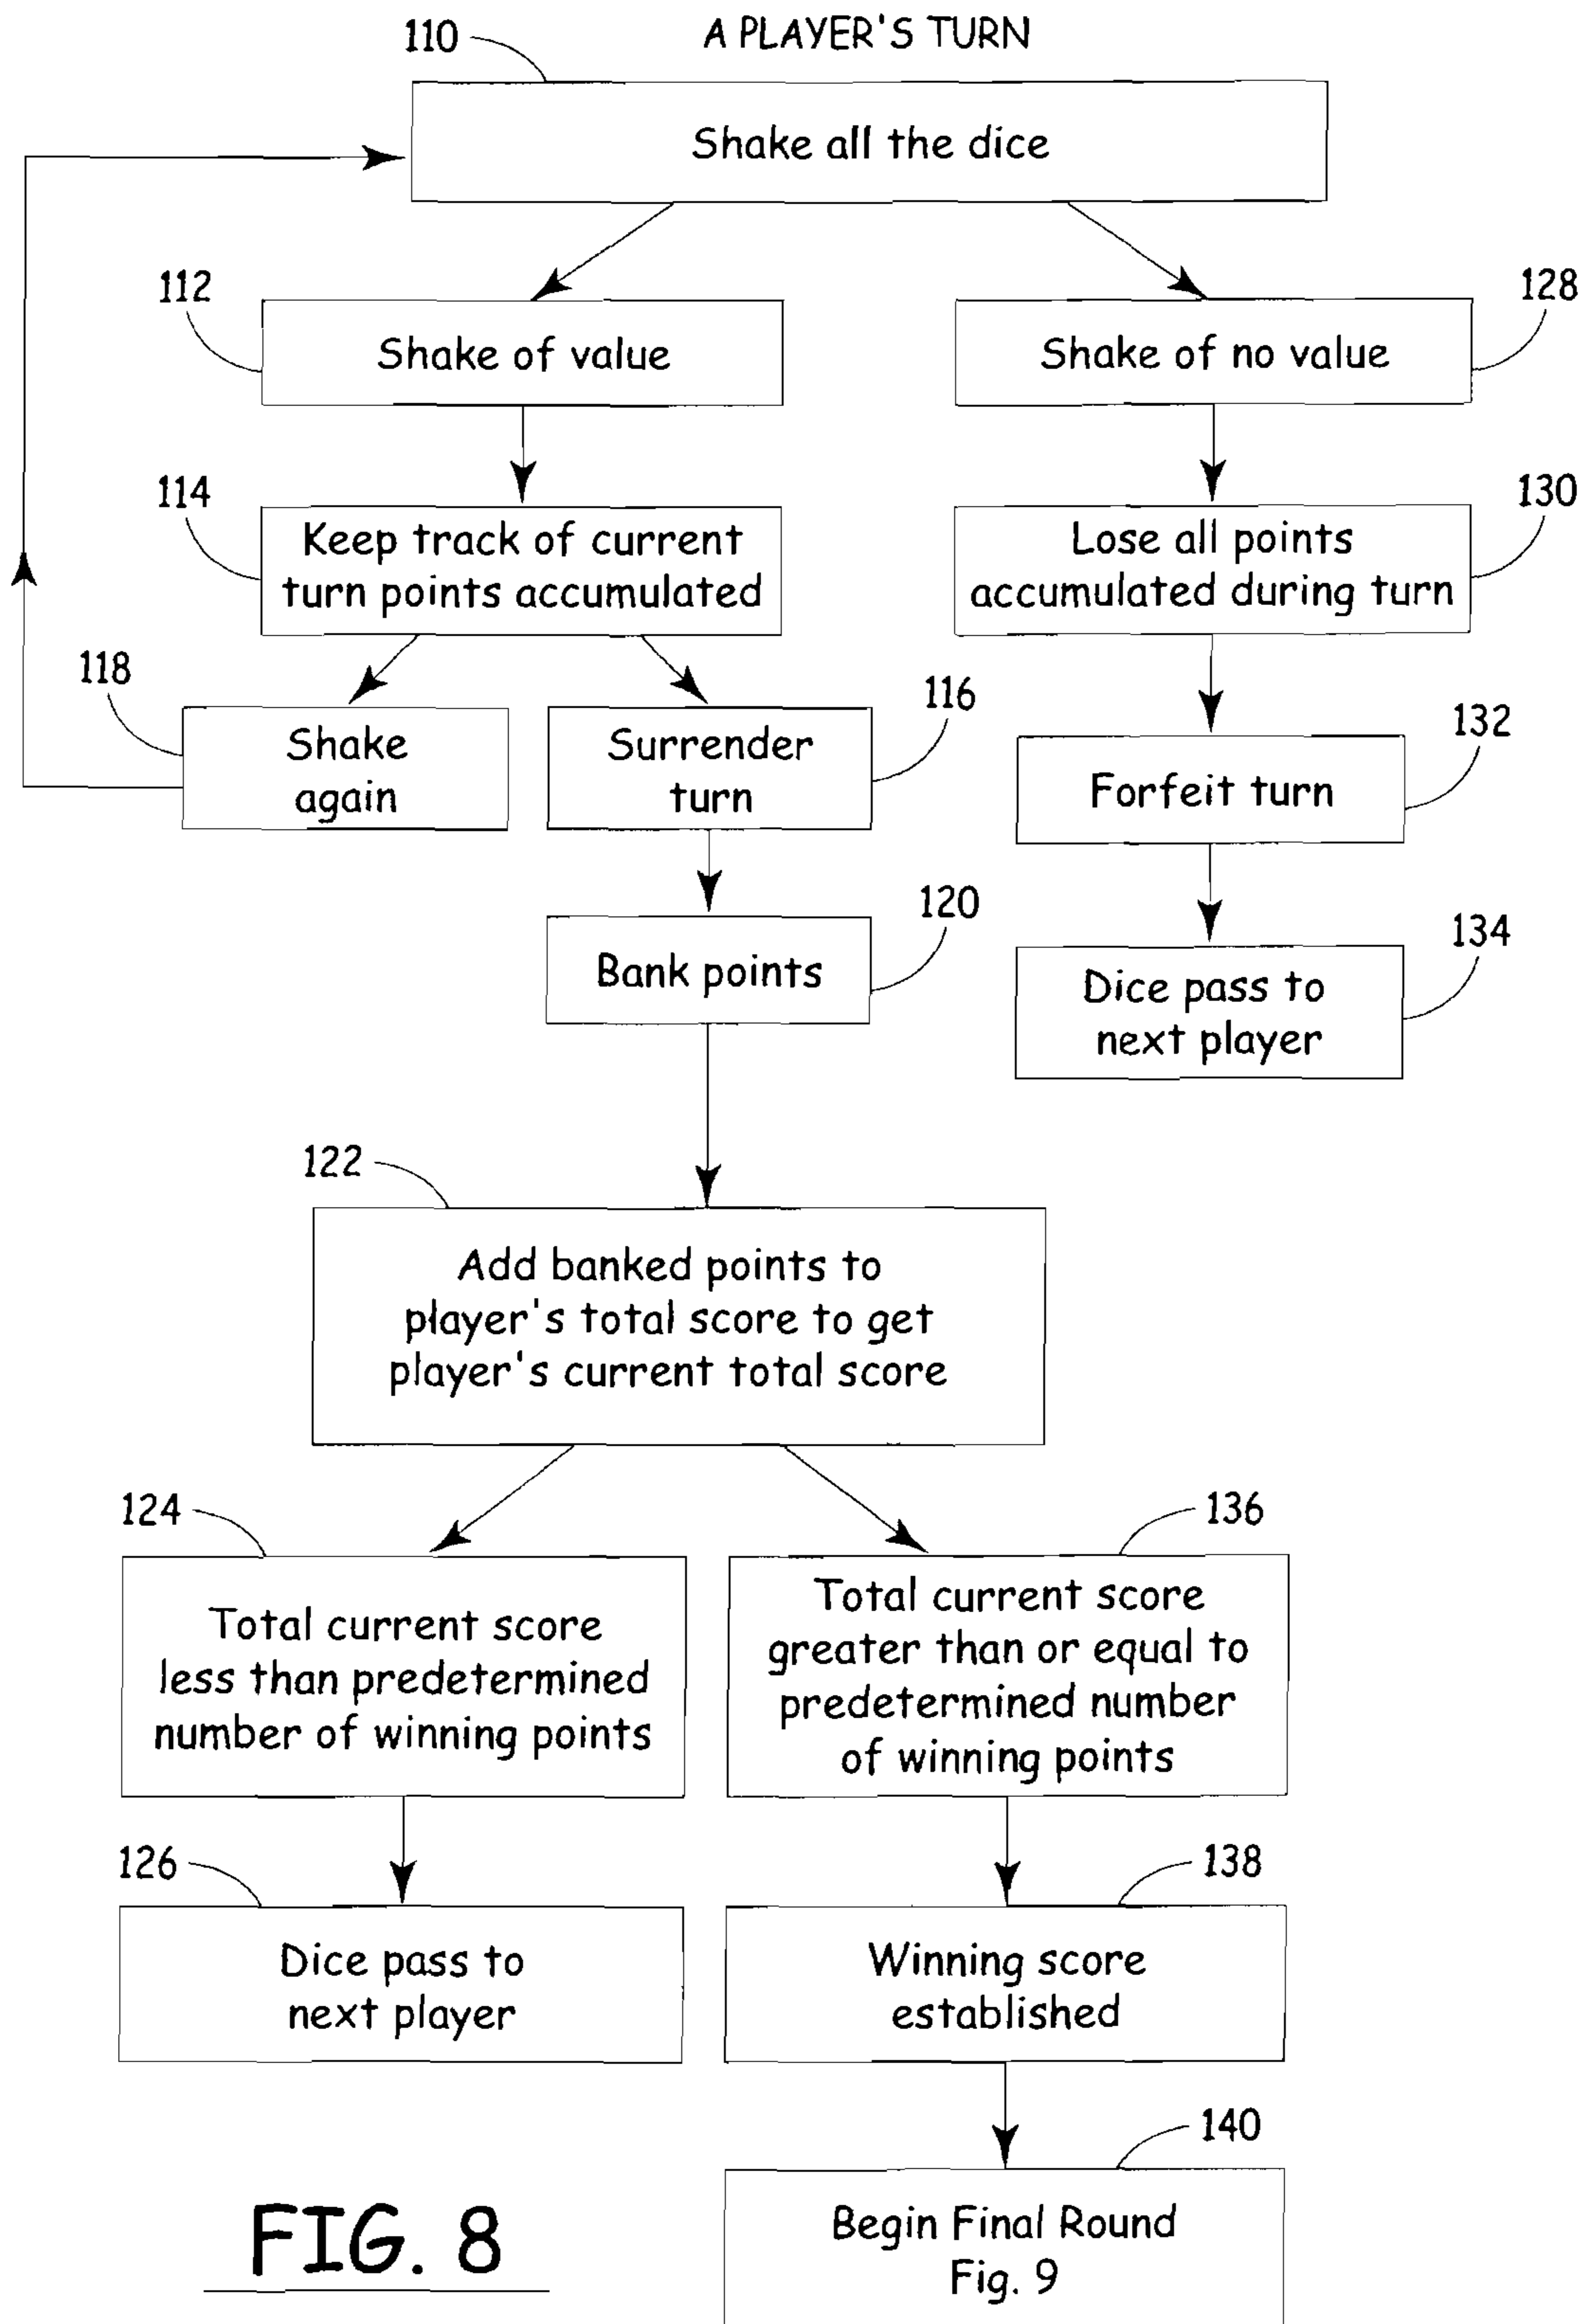 A PLAYER'S TURN
110
Shake all the dice
112
Shake of value
128
Shake of no value
114
Keep track of current
turn points accumulated
130
Lose all points
accumulated during turn
118
Shake
again
116
Surrender
turn
132
Forfeit turn
120
Bank points
134
Dice pass to
next player
122
Add banked points to
player's total score to get
player's current total score
124
Total current score
less than predetermined
number of winning points
136
Total current score
greater than or equal to
predetermined number
of winning points
126
Dice pass to
next player
138
Winning score
established
140
Begin Final Round
Fig. 9
FIG. 8